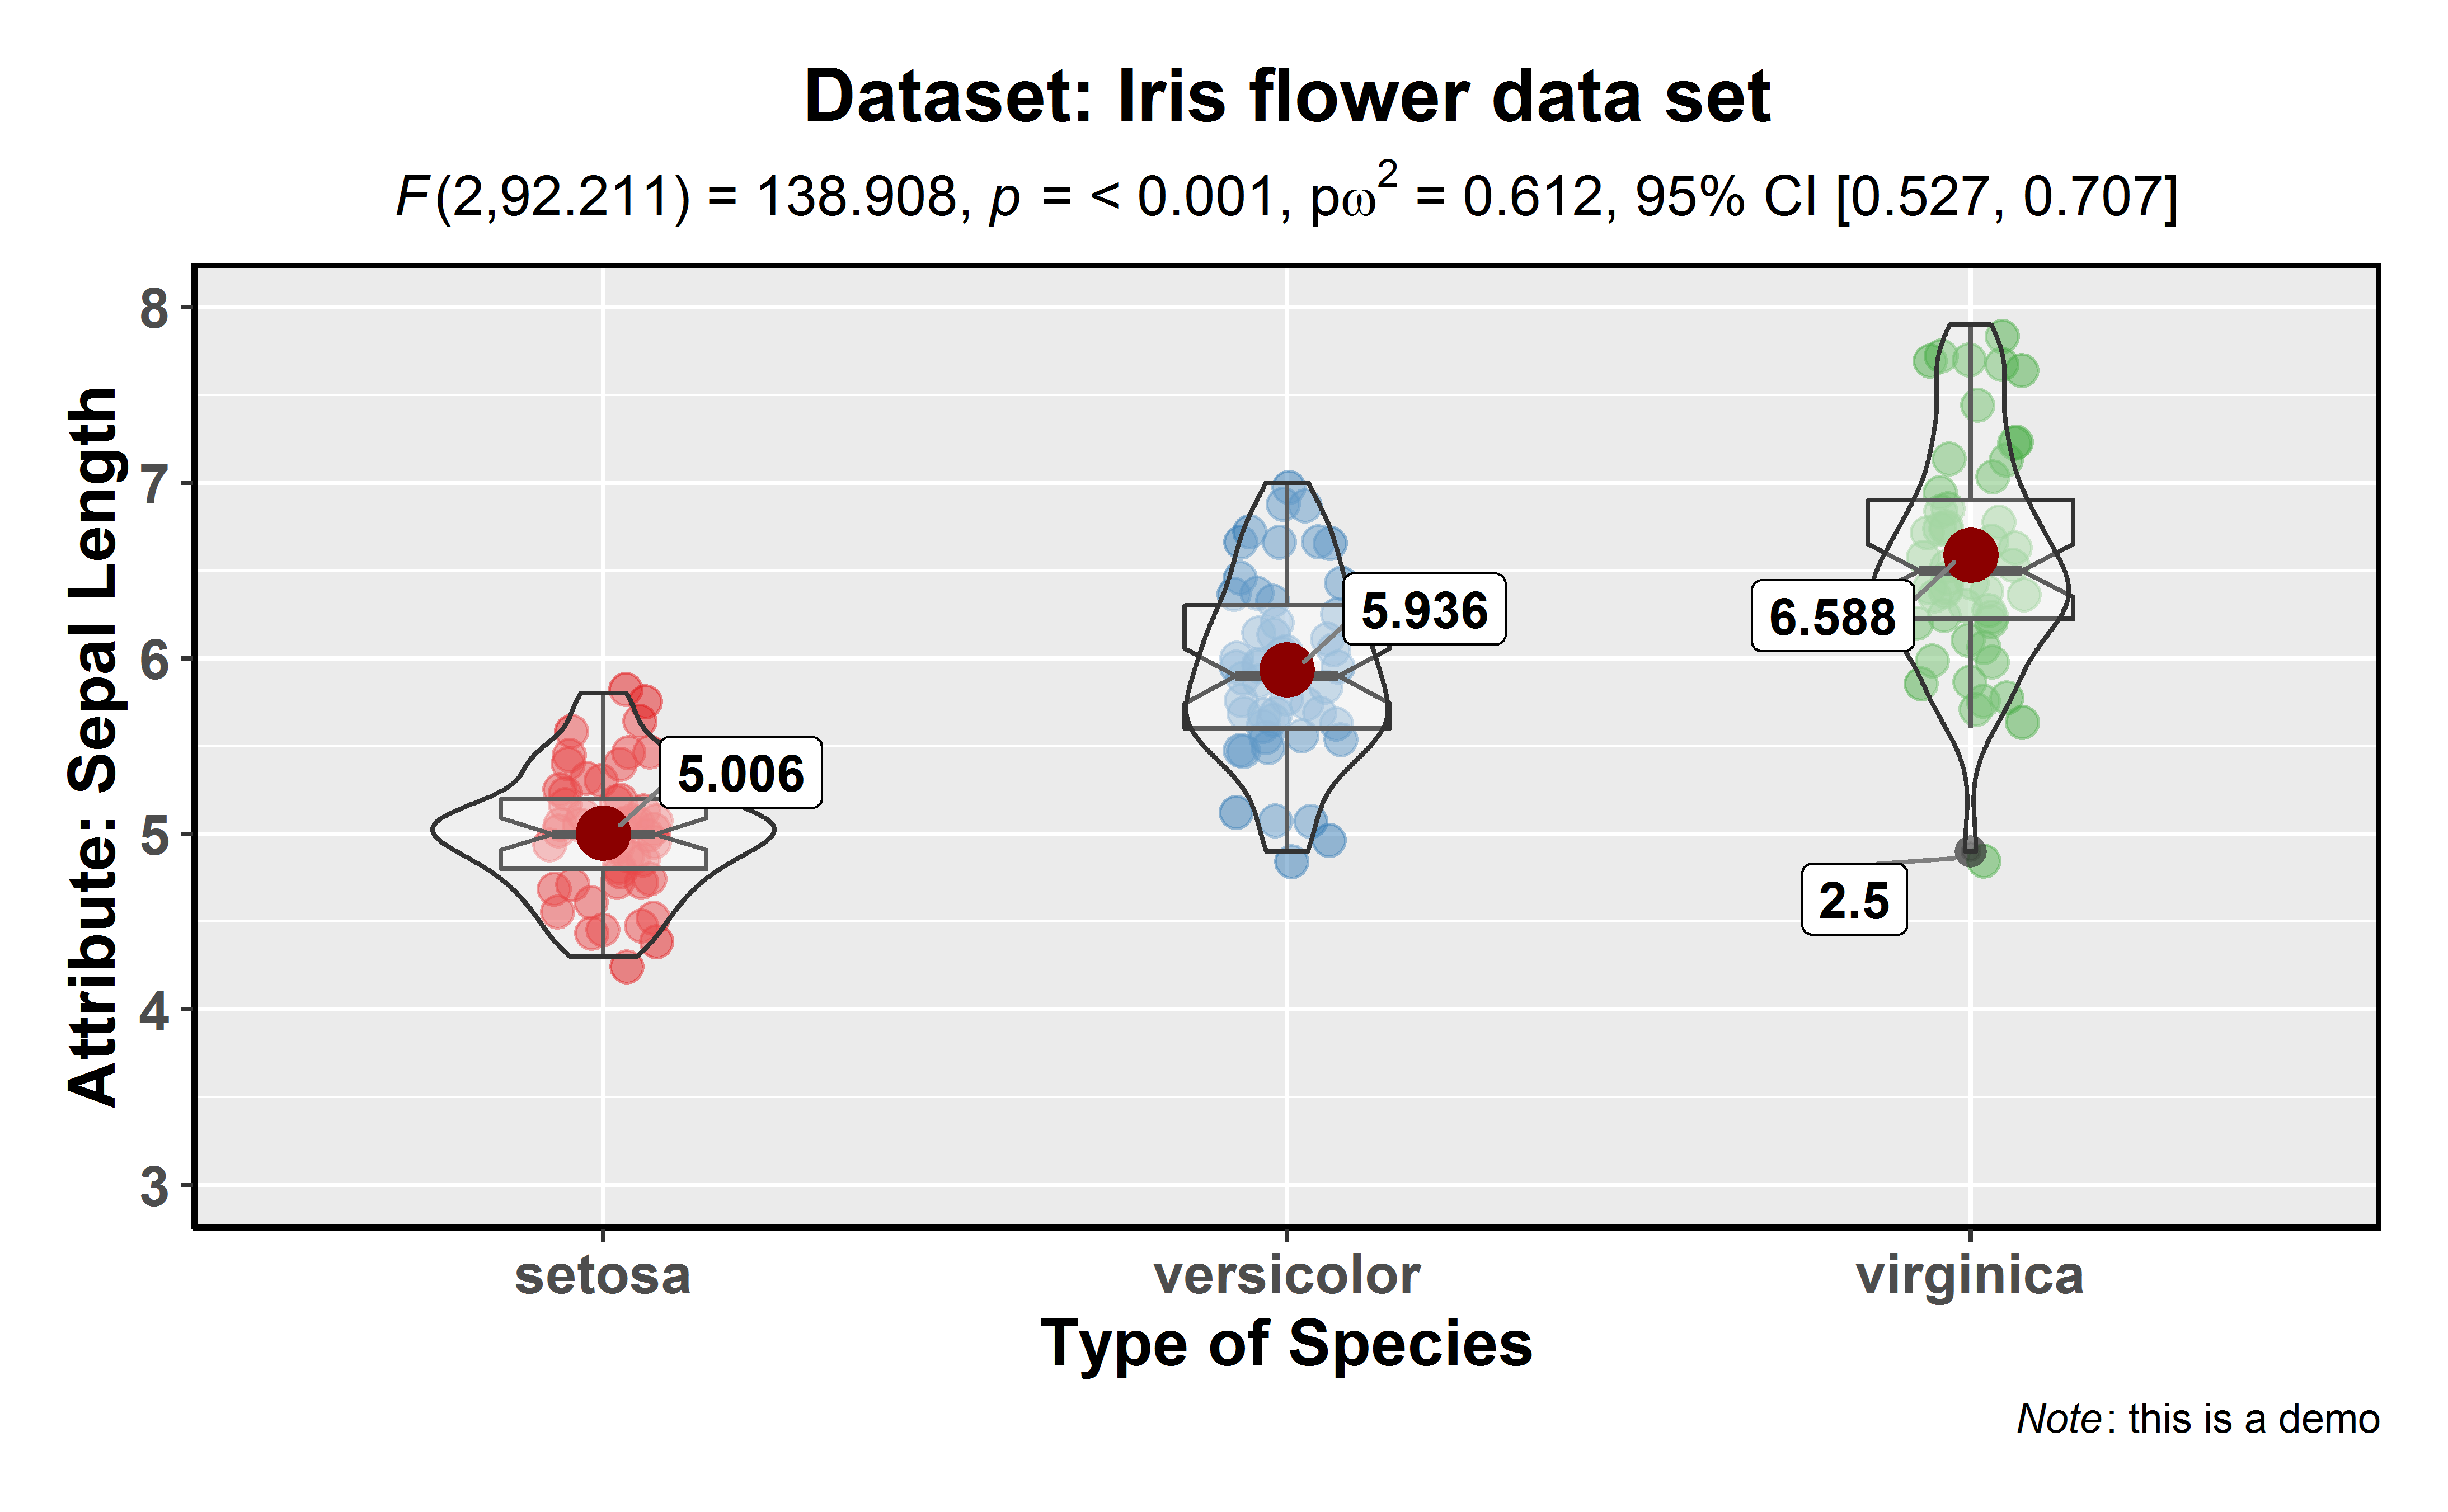 Dataset: Iris flower data set
F(2,92.211) = 138.908, p = < 0.001, pω² = 0.612, 95% CI [0.527, 0.707]
Attribute: Sepal Length
8
7
6
5
4
3
5.006
5.936
6.588
2.5
setosa versicolor virginica
Type of Species
Note: this is a demo